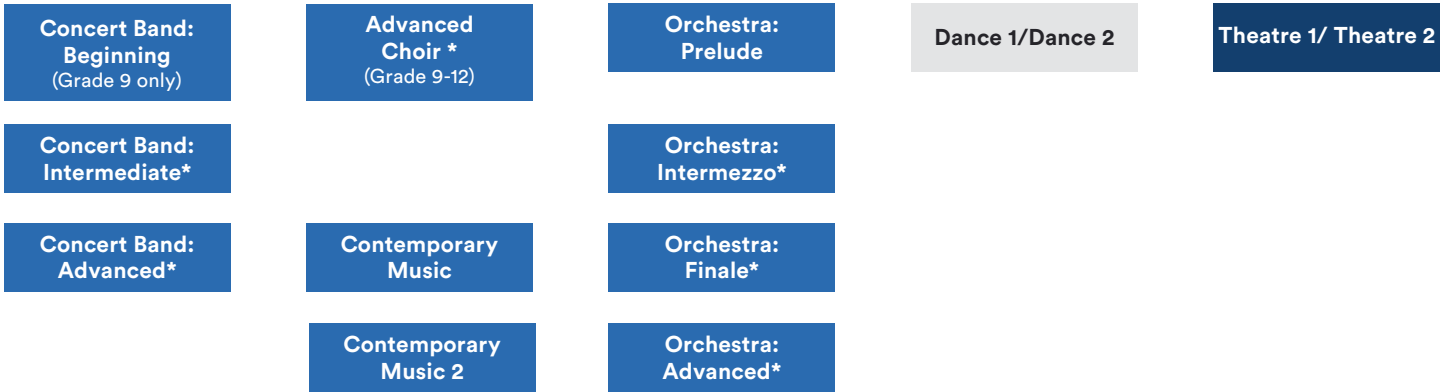 Concert Band:
Beginning
(Grade 9 only)
Advanced
Choir *
(Grade 9-12)
Orchestra:
Prelude
Dance 1/Dance 2
Theatre 1/ Theatre 2
Concert Band:
Intermediate*
Orchestra:
Intermezzo*
Concert Band:
Advanced*
Contemporary
Music
Orchestra:
Finale*
Contemporary
Music 2
Orchestra:
Advanced*